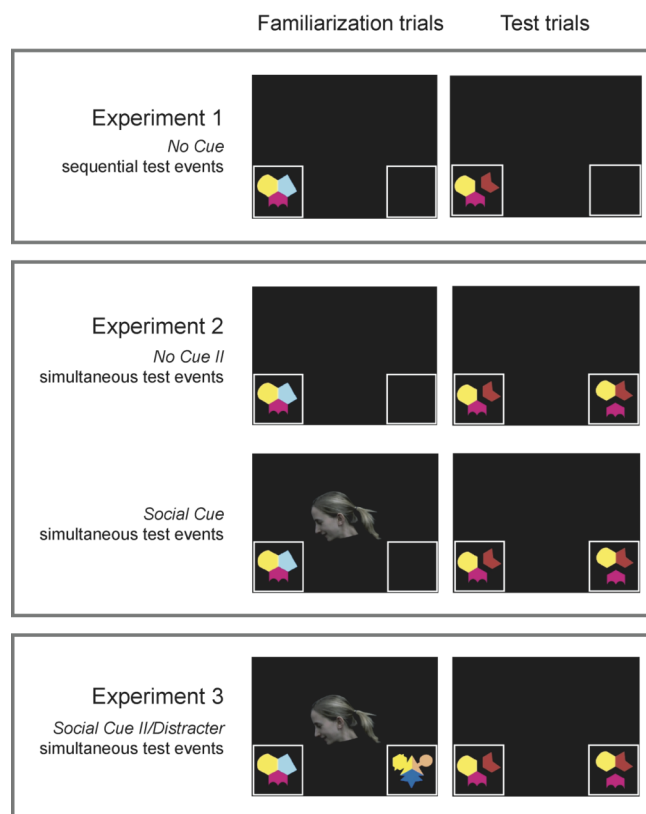 Familiarization trials Test trials
Experiment 1
No Cue
sequential test events
Experiment 2
No Cue II
simultaneous test events
Social Cue
simultaneous test events
Experiment 3
Social Cue II/Distracter
simultaneous test events